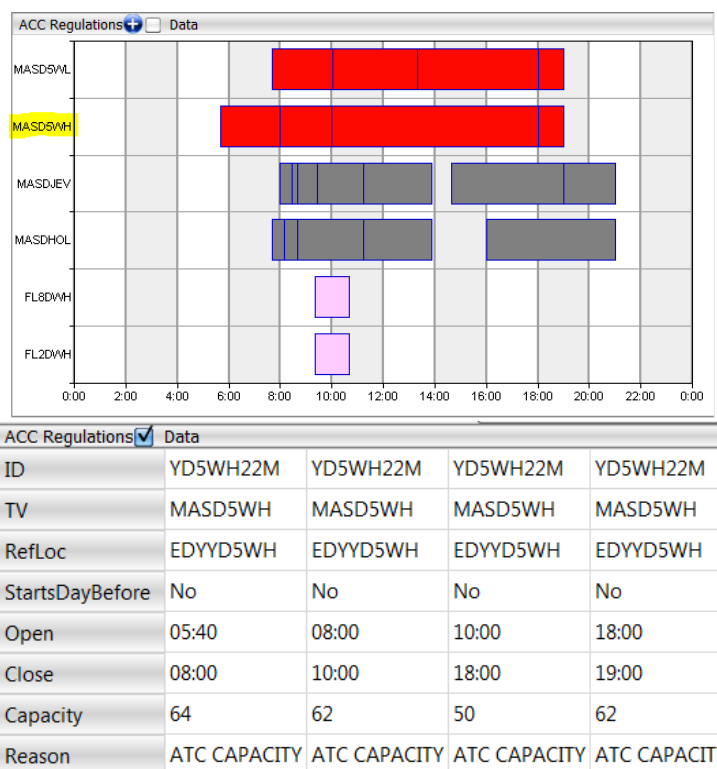 ACC Regulations Data
MASD5WL
MASD5WH
MASDJEV
MASDHOL
FL8DWH
FL2DWH
0:00 2:00 4:00 6:00 8:00 10:00 12:00 14:00 16:00 18:00 20:00 22:00 0:00
ACC Regulations Data
ID YD5WH22M YD5WH22M YD5WH22M YD5WH22M
TV MASD5WH MASD5WH MASD5WH MASD5WH
RefLoc EDYYD5WH EDYYD5WH EDYYD5WH EDYYD5WH
StartsDayBefore No No No No
Open 05:40 08:00 10:00 18:00
Close 08:00 10:00 18:00 19:00
Capacity 64 62 50 62
Reason ATC CAPACITY ATC CAPACITY ATC CAPACITY ATC CAPACIT